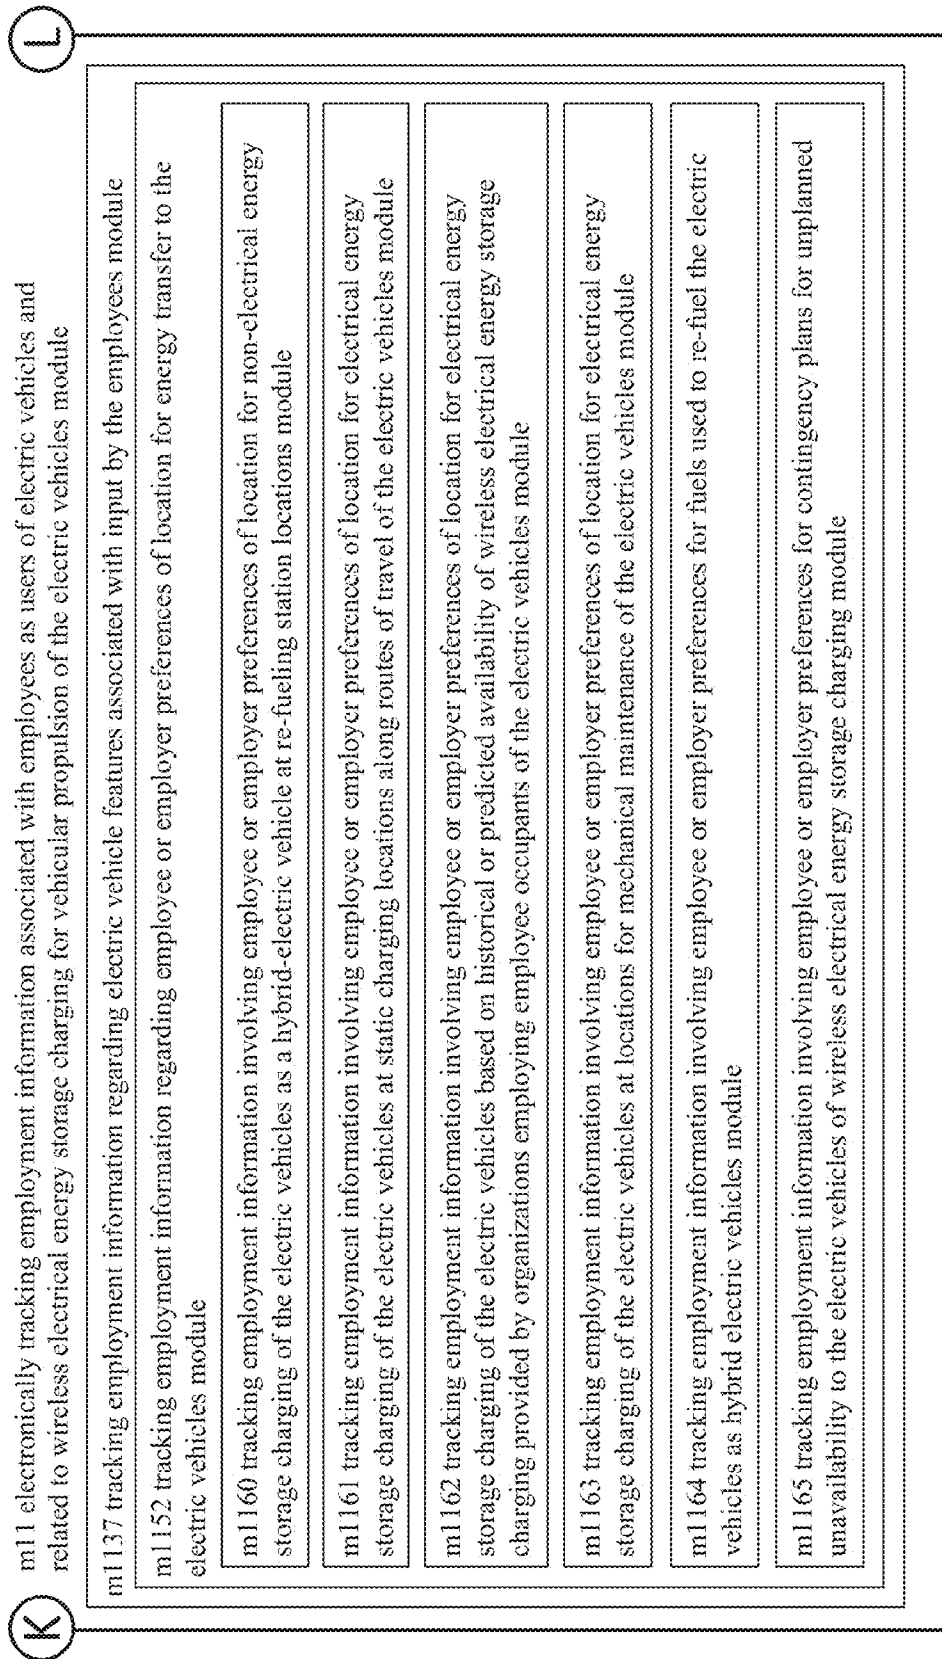 K
L
m11 electronically tracking employment information associated with employees as users of electric vehicles and
related to wireless electrical energy storage charging for vehicular propulsion of the electric vehicles module
m1137 tracking employment information regarding electric vehicle features associated with input by the employees module
m1152 tracking employment information regarding employee or employer preferences of location for energy transfer to the
electric vehicles module
m1160 tracking employment information involving employee or employer preferences of location for non-electrical energy
storage charging of the electric vehicles as a hybrid-electric vehicle at re-fueling station locations module
m1161 tracking employment information involving employee or employer preferences of location for electrical energy
storage charging of the electric vehicles at static charging locations along routes of travel of the electric vehicles module
m1162 tracking employment information involving employee or employer preferences of location for electrical energy
storage charging of the electric vehicles based on historical or predicted availability of wireless electrical energy storage
charging provided by organizations employing employee occupants of the electric vehicles module
m1163 tracking employment information involving employee or employer preferences of location for electrical energy
storage charging of the electric vehicles at locations for mechanical maintenance of the electric vehicles module
m1164 tracking employment information involving employee or employer preferences for fuels used to re-fuel the electric
vehicles as hybrid electric vehicles module
m1165 tracking employment information involving employee or employer preferences for contingency plans for unplanned
unavailability to the electric vehicles of wireless electrical energy storage charging module